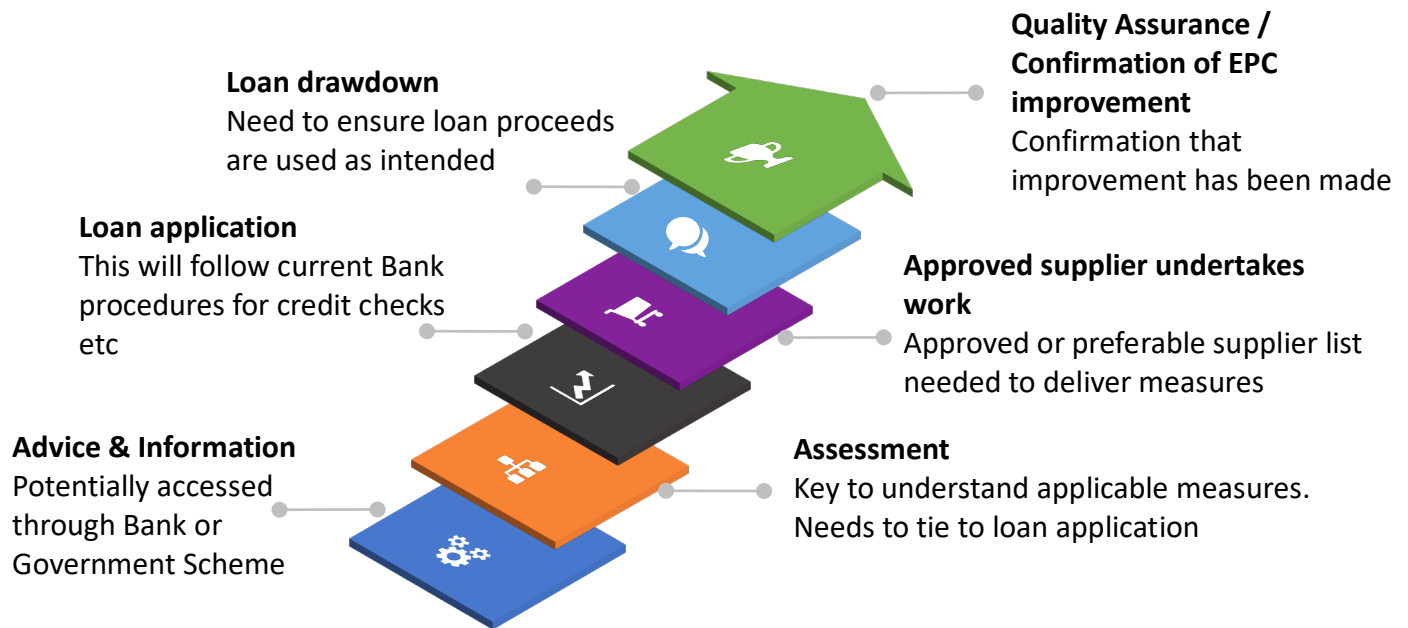 Quality Assurance /
Confirmation of EPC
improvement
Confirmation that
improvement has been made
Loan drawdown
Need to ensure loan proceeds
are used as intended
Loan application
This will follow current Bank
procedures for credit checks
etc
Approved supplier undertakes
work
Approved or preferable supplier list
needed to deliver measures
Advice & Information
Potentially accessed
through Bank or
Government Scheme
Assessment
Key to understand applicable measures.
Needs to tie to loan application